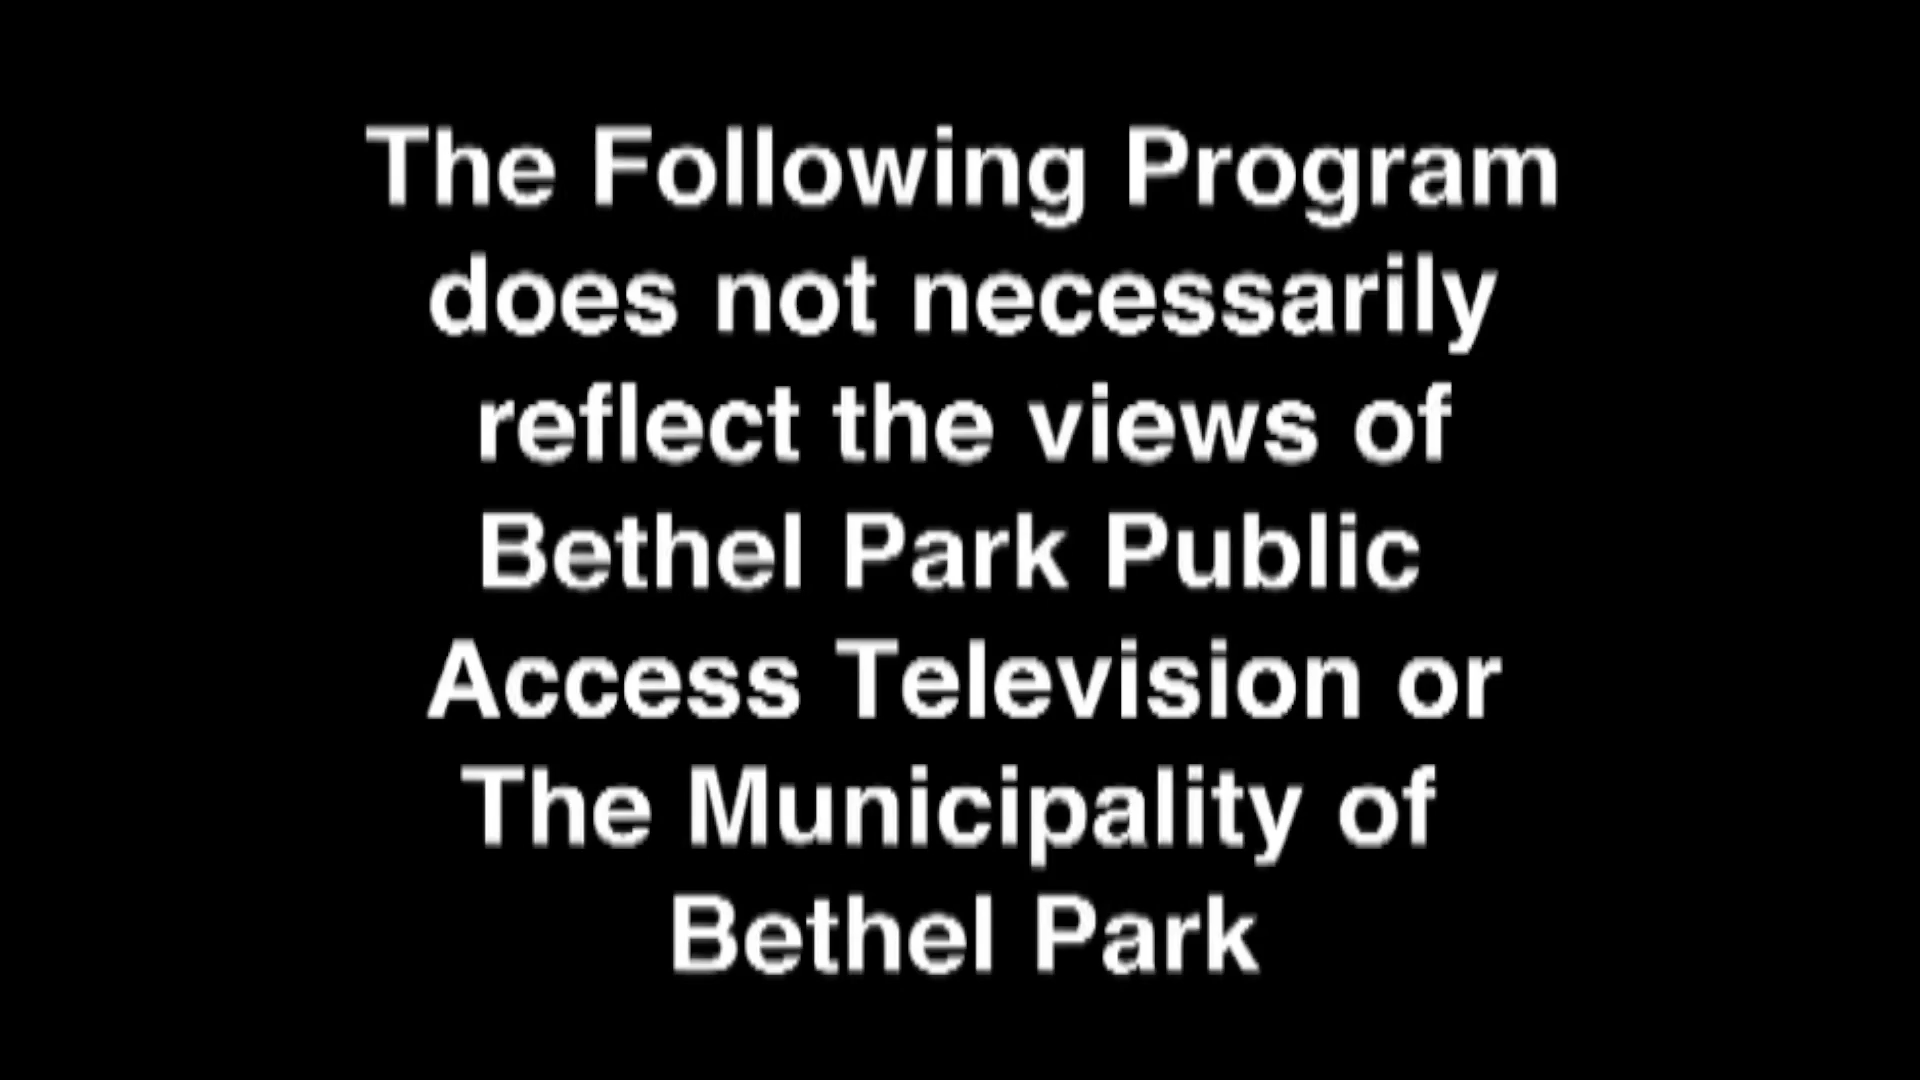 The Following Program
does not necessarily
reflect the views of
Bethel Park Public
Access Television or
The Municipality of
Bethel Park